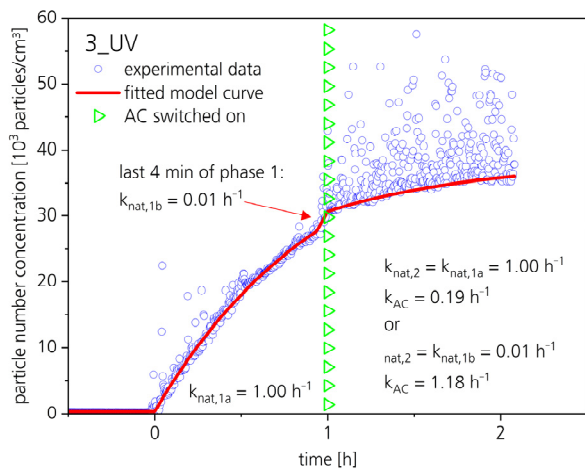 3_UV
experimental data
fitted model curve
AC switched on
last 4 min of phase 1:
k_nat,1b = 0.01 h⁻¹
k_nat,1a = 1.00 h⁻¹
k_nat,2 = k_nat,1a = 1.00 h⁻¹
k_AC = 0.19 h⁻¹
or
nat,2 = k_nat,1b = 0.01 h⁻¹
k_AC = 1.18 h⁻¹
particle number concentration [10³ particles/cm³]
60
50
40
30
20
10
0
0 1 2
time [h]